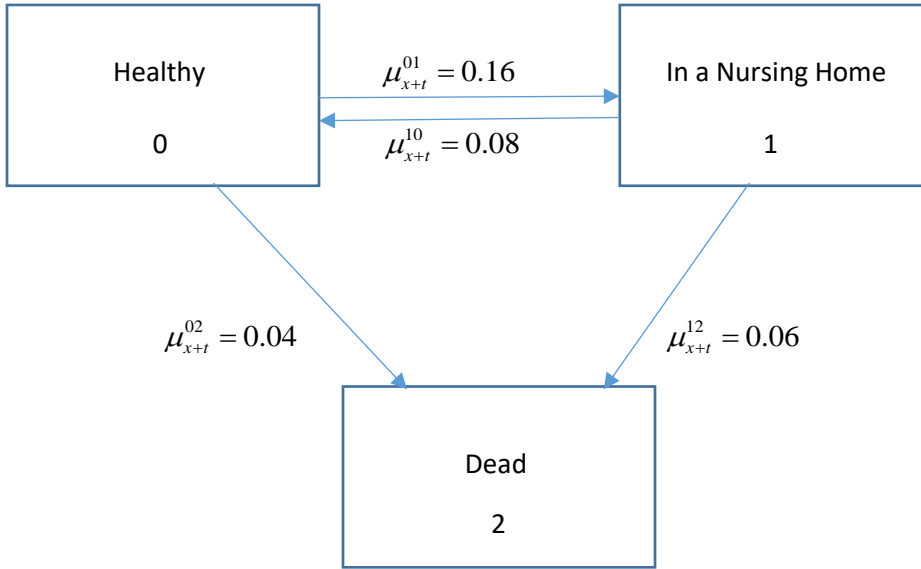 Healthy
0
μ^{01}_{x+t} = 0.16
μ^{10}_{x+t} = 0.08
In a Nursing Home
1
μ^{02}_{x+t} = 0.04
μ^{12}_{x+t} = 0.06
Dead
2